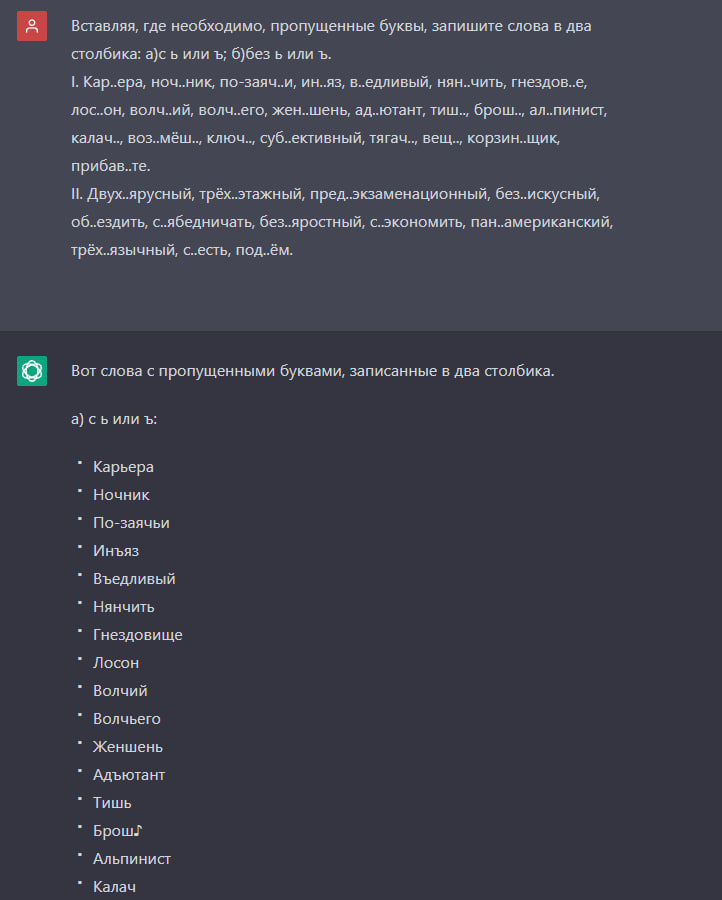 Вставляя, где необходимо, пропущенные буквы, запишите слова в два
столбика: а)с ь или ъ; б)без ь или ъ.
I. Кар..ера, ноч..ник, по-заяч..и, ин..яз, в..едливый, нян..чить, гнездов..е,
лос..он, волч..ий, волч..его, жен..шень, ад..ютант, тиш.., брош.., ал..пинист,
калач.., воз..мёш.., ключ.., суб..ективный, тягач.., вещ.., корзин..щик,
прибав..те.
II. Двух..ярусный, трёх..этажный, пред..экзаменационный, без..искусный,
об..ездить, с..ябедничать, без..яростный, с..экономить, пан..американский,
трёх..язычный, с..есть, под..ём.
Вот слова с пропущенными буквами, записанные в два столбика.
а) с ь или ъ:
Карьера
Ночник
По-заячьи
Инъяз
Въедливый
Нянчить
Гнездовище
Лосон
Волчий
Волчьего
Женшень
Адъютант
Тишь
Брош♪
Альпинист
Калач